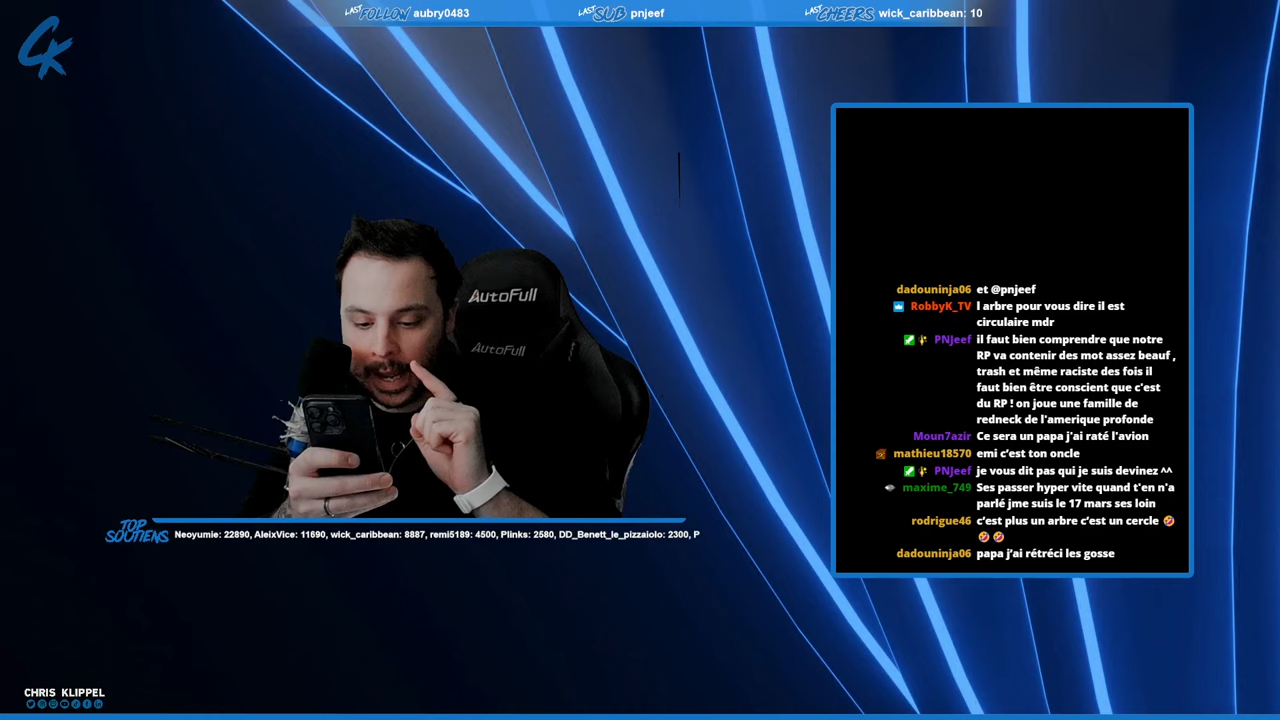 LAST FOLLOW aubry0483
LAST SUB pnjeef
LAST CHEERS wick_caribbean: 10
CK
dadouninja06 et @pnjeef
RobbyK_TV l arbre pour vous dire il est
circulaire mdr
PNJeef il faut bien comprendre que notre
RP va contenir des mot assez beauf ,
trash et même raciste des fois il
faut bien être conscient que c'est
du RP ! on joue une famille de
redneck de l'amerique profonde
Moun7azir Ce sera un papa j'ai raté l'avion
mathieu18570 emi c’est ton oncle
PNJeef je vous dit pas qui je suis devinez ^^
maxime_749 Ses passer hyper vite quand t'en n'a
parlé jme suis le 17 mars ses loin
rodrigue46 c’est plus un arbre c’est un cercle 🤣
🤣 🤣
dadouninja06 papa j’ai rétréci les gosse
AutoFull
AutoFull
TOP SOUTIENS Neoyumie: 22890, AleixVice: 11690, wick_caribbean: 8887, remi5189: 4500, Plinks: 2580, DD_Benett_le_pizzaiolo: 2300, P
CHRIS KLIPPEL